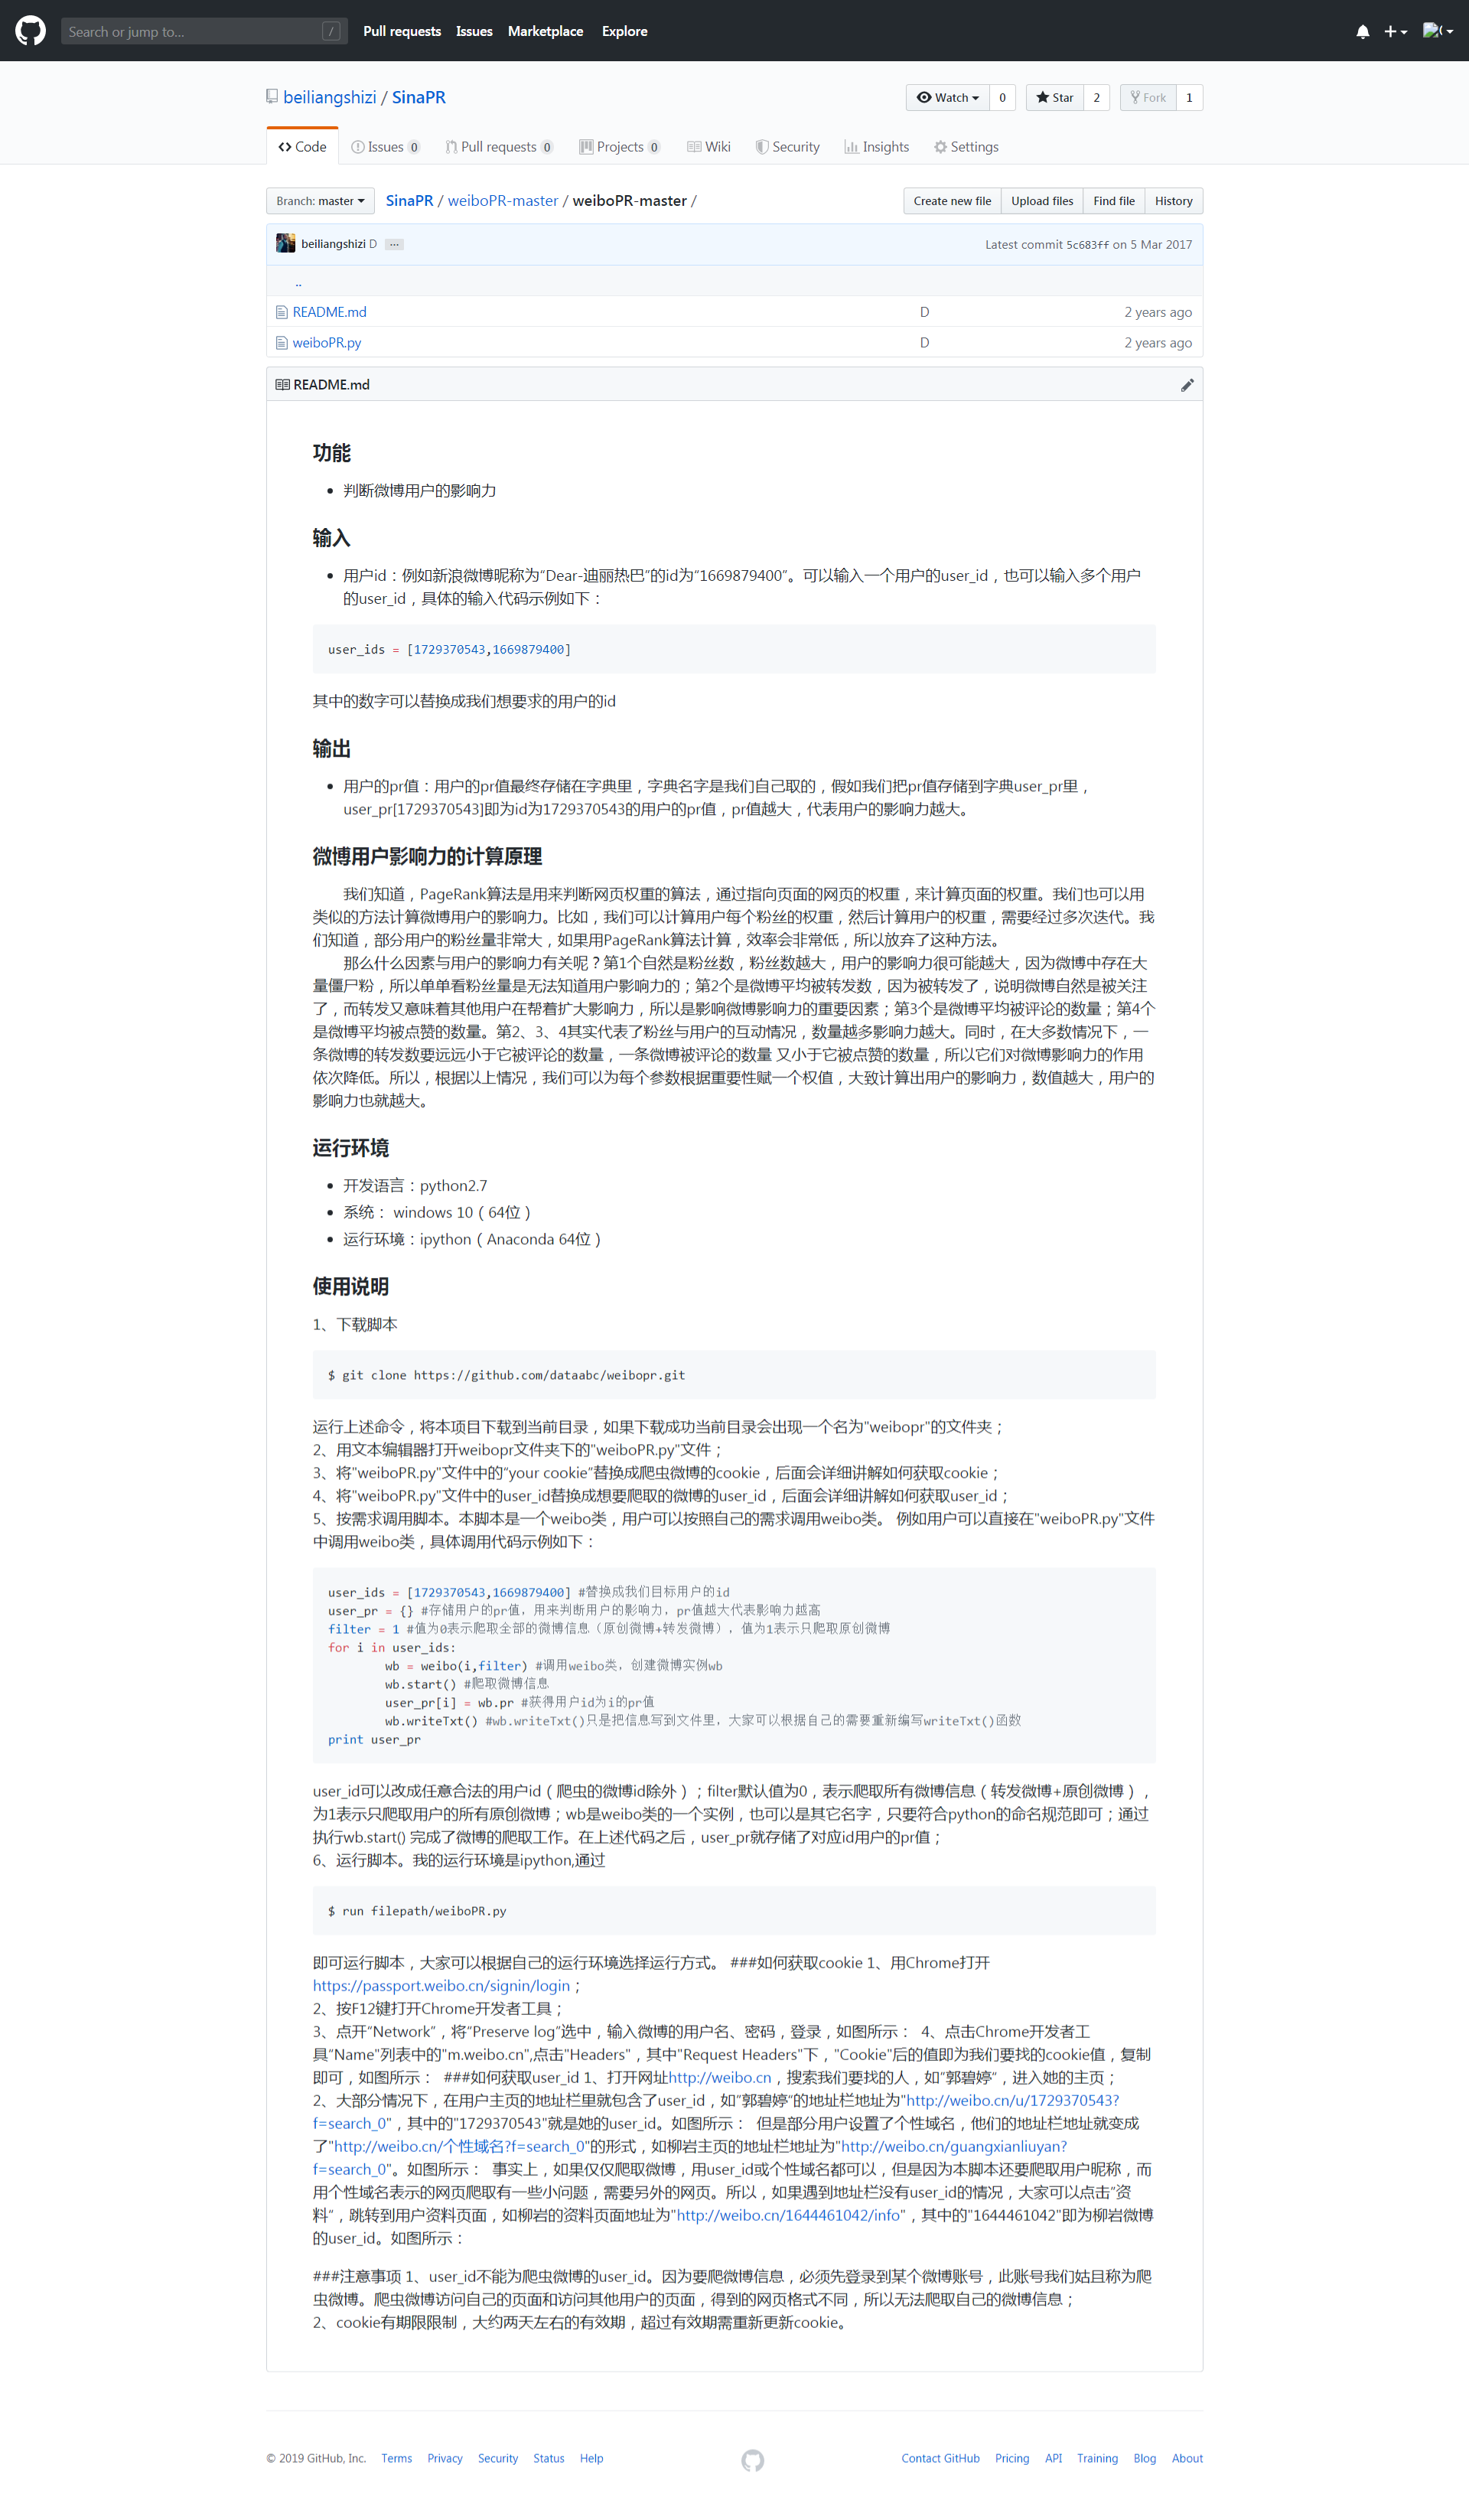 Search or jump to... /
Pull requests Issues Marketplace Explore
beiliangshizi / SinaPR
Watch 0 Star 2 Fork 1
Code Issues 0 Pull requests 0 Projects 0 Wiki Security Insights Settings
Branch: master SinaPR / weiboPR-master / weiboPR-master /
Create new file Upload files Find file History
beiliangshizi D ... Latest commit 5c683ff on 5 Mar 2017
..
README.md D 2 years ago
weiboPR.py D 2 years ago
README.md
功能
• 判断微博用户的影响力
输入
• 用户id：例如新浪微博昵称为“Dear-迪丽热巴”的id为“1669879400”。可以输入一个用户的user_id，也可以输入多个用户
的user_id，具体的输入代码示例如下：
user_ids = [1729370543,1669879400]
其中的数字可以替换成我们想要求的用户的id
输出
• 用户的pr值：用户的pr值最终存储在字典里，字典名字是我们自己取的，假如我们把pr值存储到字典user_pr里，
user_pr[1729370543]即为id为1729370543的用户的pr值，pr值越大，代表用户的影响力越大。
微博用户影响力的计算原理
我们知道，PageRank算法是用来判断网页权重的算法，通过指向页面的网页的权重，来计算页面的权重。我们也可以用
类似的方法计算微博用户的影响力。比如，我们可以计算用户每个粉丝的权重，然后计算用户的权重，需要经过多次迭代。我
们知道，部分用户的粉丝量非常大，如果用PageRank算法计算，效率会非常低，所以放弃了这种方法。
那么什么因素与用户的影响力有关呢？第1个自然是粉丝数，粉丝数越大，用户的影响力很可能越大，因为微博中存在大
量僵尸粉，所以单单看粉丝量是无法知道用户影响力的；第2个是微博平均被转发数，因为被转发了，说明微博自然是被关注
了，而转发又意味着其他用户在帮着扩大影响力，所以是影响微博影响力的重要因素；第3个是微博平均被评论的数量；第4个
是微博平均被点赞的数量。第2、3、4其实代表了粉丝与用户的互动情况，数量越多影响力越大。同时，在大多数情况下，一
条微博的转发数要远远小于它被评论的数量，一条微博被评论的数量 又小于它被点赞的数量，所以它们对微博影响力的作用
依次降低。所以，根据以上情况，我们可以为每个参数根据重要性赋一个权值，大致计算出用户的影响力，数值越大，用户的
影响力也就越大。
运行环境
• 开发语言：python2.7
• 系统： windows 10（64位）
• 运行环境：ipython（Anaconda 64位）
使用说明
1、下载脚本
$ git clone https://github.com/dataabc/weibopr.git
运行上述命令，将本项目下载到当前目录，如果下载成功当前目录会出现一个名为"weibopr"的文件夹；
2、用文本编辑器打开weibopr文件夹下的"weiboPR.py"文件；
3、将"weiboPR.py"文件中的“your cookie”替换成爬虫微博的cookie，后面会详细讲解如何获取cookie；
4、将"weiboPR.py"文件中的user_id替换成想要爬取的微博的user_id，后面会详细讲解如何获取user_id；
5、按需求调用脚本。本脚本是一个weibo类，用户可以按照自己的需求调用weibo类。 例如用户可以直接在"weiboPR.py"文件
中调用weibo类，具体调用代码示例如下：
user_ids = [1729370543,1669879400] #替换成我们目标用户的id
user_pr = {} #存储用户的pr值，用来判断用户的影响力，pr值越大代表影响力越高
filter = 1 #值为0表示爬取全部的微博信息（原创微博+转发微博），值为1表示只爬取原创微博
for i in user_ids:
wb = weibo(i,filter) #调用weibo类，创建微博实例wb
wb.start() #爬取微博信息
user_pr[i] = wb.pr #获得用户id为i的pr值
wb.writeTxt() #wb.writeTxt()只是把信息写到文件里，大家可以根据自己的需要重新编写writeTxt()函数
print user_pr
user_id可以改成任意合法的用户id（爬虫的微博id除外）；filter默认值为0，表示爬取所有微博信息（转发微博+原创微博），
为1表示只爬取用户的所有原创微博；wb是weibo类的一个实例，也可以是其它名字，只要符合python的命名规范即可；通过
执行wb.start() 完成了微博的爬取工作。在上述代码之后，user_pr就存储了对应id用户的pr值；
6、运行脚本。我的运行环境是ipython,通过
$ run filepath/weiboPR.py
即可运行脚本，大家可以根据自己的运行环境选择运行方式。 ###如何获取cookie 1、用Chrome打开
https://passport.weibo.cn/signin/login；
2、按F12键打开Chrome开发者工具；
3、点开“Network”，将“Preserve log”选中，输入微博的用户名、密码，登录，如图所示： 4、点击Chrome开发者工
具“Name"列表中的"m.weibo.cn",点击"Headers"，其中"Request Headers"下，"Cookie"后的值即为我们要找的cookie值，复制
即可，如图所示： ###如何获取user_id 1、打开网址http://weibo.cn，搜索我们要找的人，如”郭碧婷“，进入她的主页；
2、大部分情况下，在用户主页的地址栏里就包含了user_id，如”郭碧婷“的地址栏地址为"http://weibo.cn/u/1729370543?
f=search_0"，其中的"1729370543"就是她的user_id。如图所示： 但是部分用户设置了个性域名，他们的地址栏地址就变成
了"http://weibo.cn/个性域名?f=search_0"的形式，如柳岩主页的地址栏地址为"http://weibo.cn/guangxianliuyan?
f=search_0"。如图所示： 事实上，如果仅仅爬取微博，用user_id或个性域名都可以，但是因为本脚本还要爬取用户昵称，而
用个性域名表示的网页爬取有一些小问题，需要另外的网页。所以，如果遇到地址栏没有user_id的情况，大家可以点击”资
料“，跳转到用户资料页面，如柳岩的资料页面地址为"http://weibo.cn/1644461042/info"，其中的"1644461042"即为柳岩微博
的user_id。如图所示：
###注意事项 1、user_id不能为爬虫微博的user_id。因为要爬微博信息，必须先登录到某个微博账号，此账号我们姑且称为爬
虫微博。爬虫微博访问自己的页面和访问其他用户的页面，得到的网页格式不同，所以无法爬取自己的微博信息；
2、cookie有期限限制，大约两天左右的有效期，超过有效期需重新更新cookie。
© 2019 GitHub, Inc. Terms Privacy Security Status Help
Contact GitHub Pricing API Training Blog About